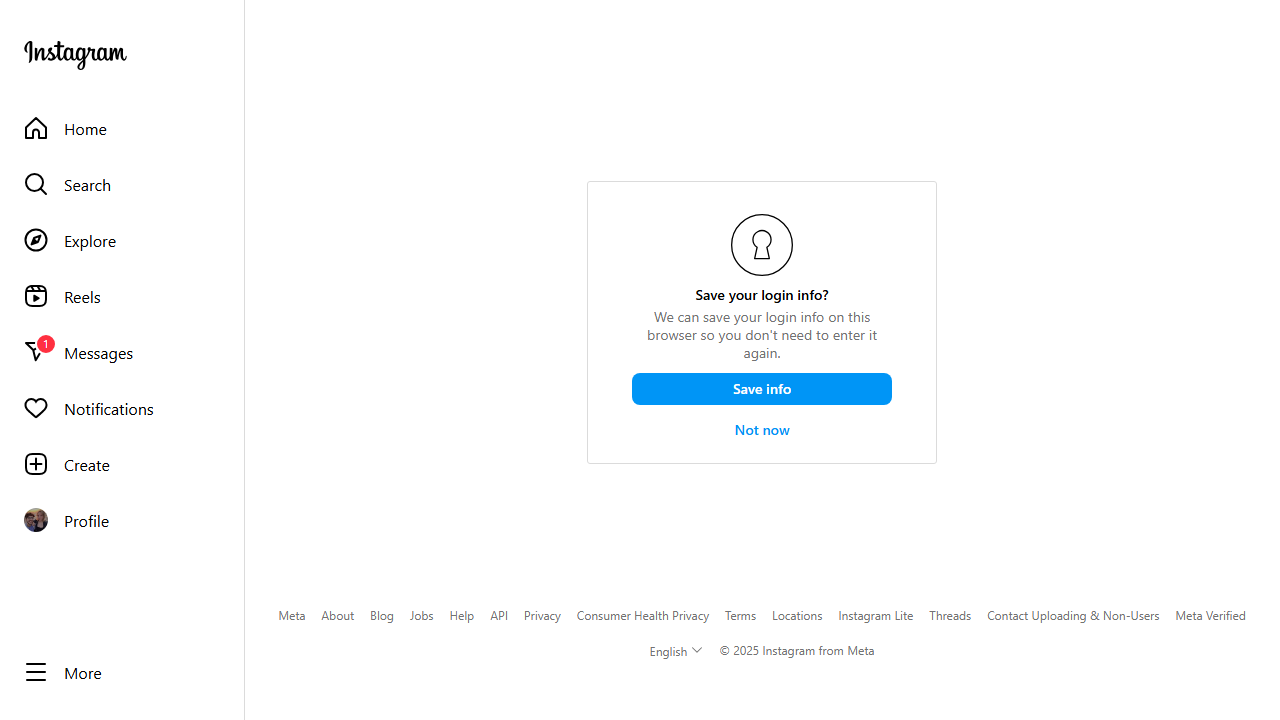 Instagram
Home
Search
Explore
Reels
1
Messages
Notifications
Create
Profile
More
Save your login info?
We can save your login info on this
browser so you don't need to enter it
again.
Save info
Not now
Meta About Blog Jobs Help API Privacy Consumer Health Privacy Terms Locations Instagram Lite Threads Contact Uploading & Non-Users Meta Verified
English © 2025 Instagram from Meta